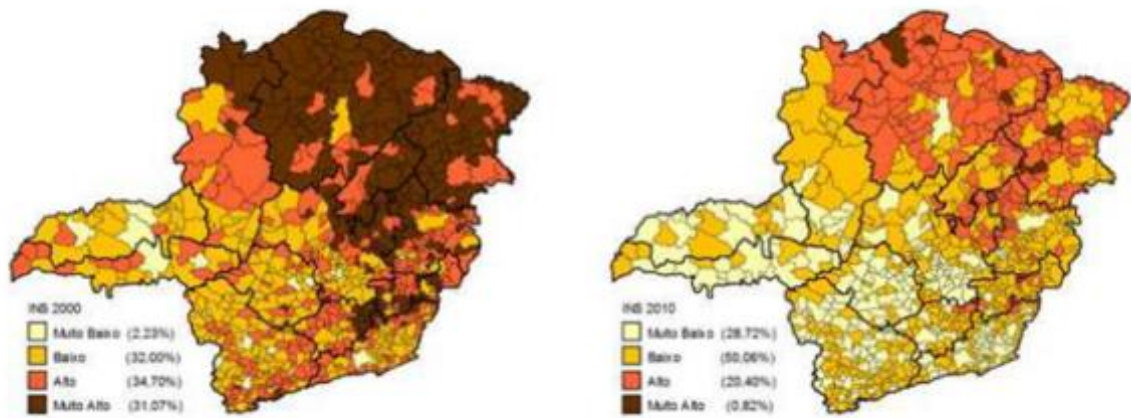 INS 2000
Muito Baixo (2.23%)
Baixo (32.00%)
Alto (34.70%)
Muito Alto (31.07%)
INS 2010
Muito Baixo (28.72%)
Baixo (50.06%)
Alto (20.40%)
Muito Alto (0.82%)